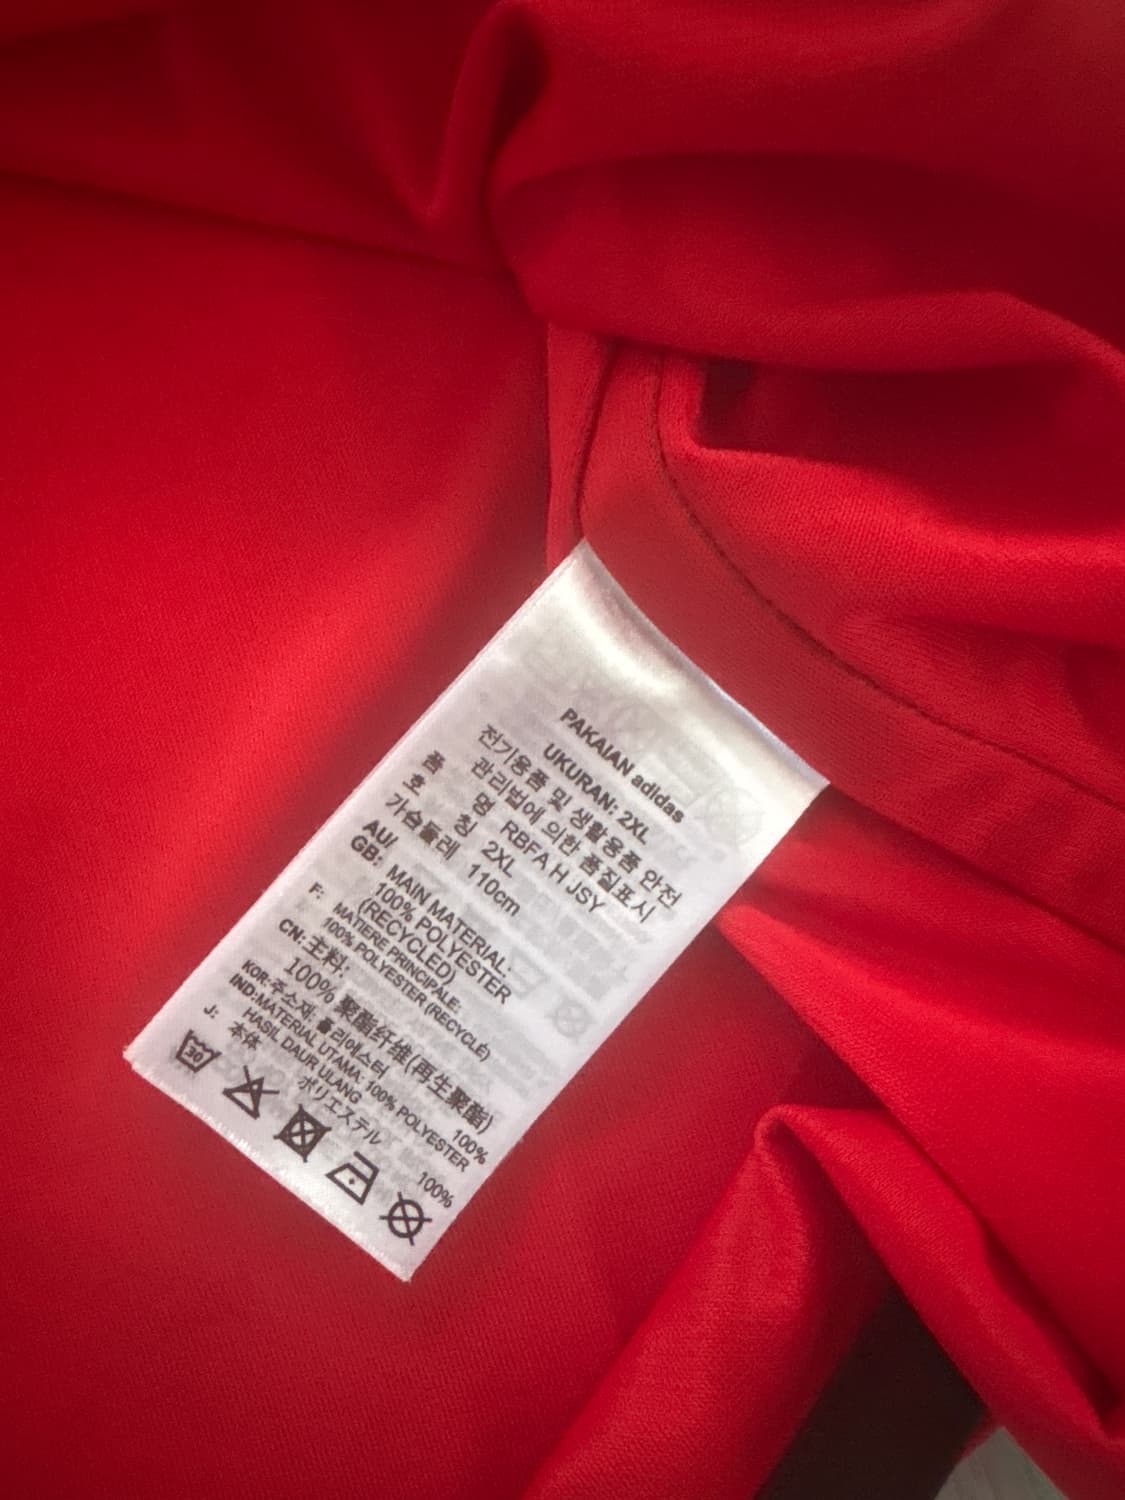 PAKAIAN adidas
UKURAN: 2XL
전기용품 및 생활용품 안전
관리법에 의한 품질표시
품 명 RBFA H JSY
호 칭 2XL
가슴둘레 110cm
AU/
GB: MAIN MATERIAL:
100% POLYESTER
(RECYCLED)
F: MATIERE PRINCIPALE:
100% POLYESTER (RECYCLÉ)
CN: 主料:
100% 聚酯纤维(再生聚酯)
KOR: 주소재: 폴리에스터 100%
IND:MATERIAL UTAMA: 100% POLYESTER
HASIL DAUR ULANG
J: 本体 ポリエステル 100%
30